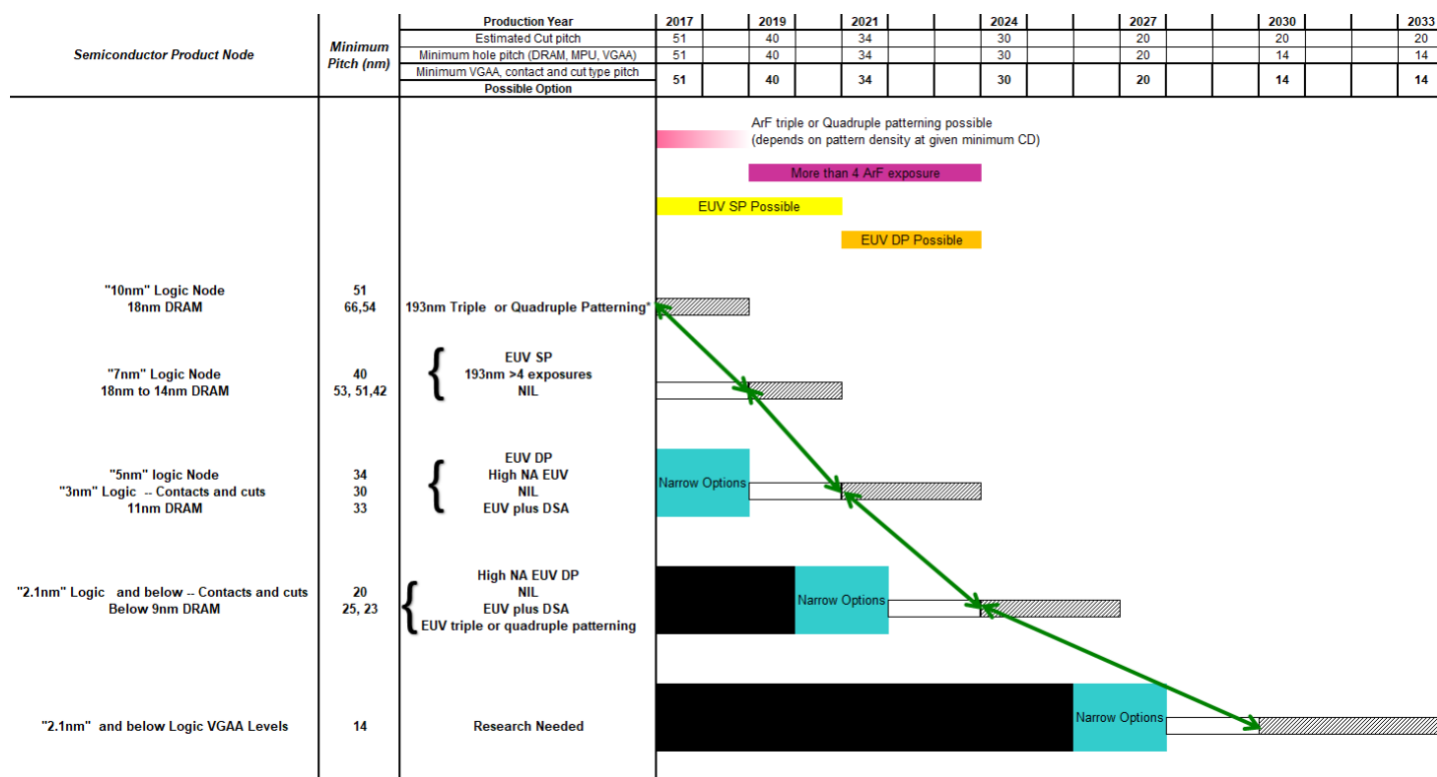 Semiconductor Product Node
Minimum
Pitch (nm)
Production Year 2017 2019 2021 2024 2027 2030 2033
Estimated Cut pitch 51 40 34 30 20 20 20
Minimum hole pitch (DRAM, MPU, VGAA) 51 40 34 30 20 14 14
Minimum VGAA, contact and cut type pitch 51 40 34 30 20 14 14
Possible Option
ArF triple or Quadruple patterning possible
(depends on pattern density at given minimum CD)
More than 4 ArF exposure
EUV SP Possible
EUV DP Possible
"10nm" Logic Node 51
18nm DRAM 66,54 193nm Triple or Quadruple Patterning*
{ EUV SP
"7nm" Logic Node 40 193nm >4 exposures
18nm to 14nm DRAM 53, 51,42 NIL
{ EUV DP
"5nm" logic Node 34 High NA EUV
"3nm" Logic -- Contacts and cuts 30 NIL
11nm DRAM 33 EUV plus DSA
Narrow Options
{ High NA EUV DP
"2.1nm" Logic and below -- Contacts and cuts 20 NIL
Below 9nm DRAM 25, 23 EUV plus DSA
EUV triple or quadruple patterning
Narrow Options
"2.1nm" and below Logic VGAA Levels 14 Research Needed
Narrow Options